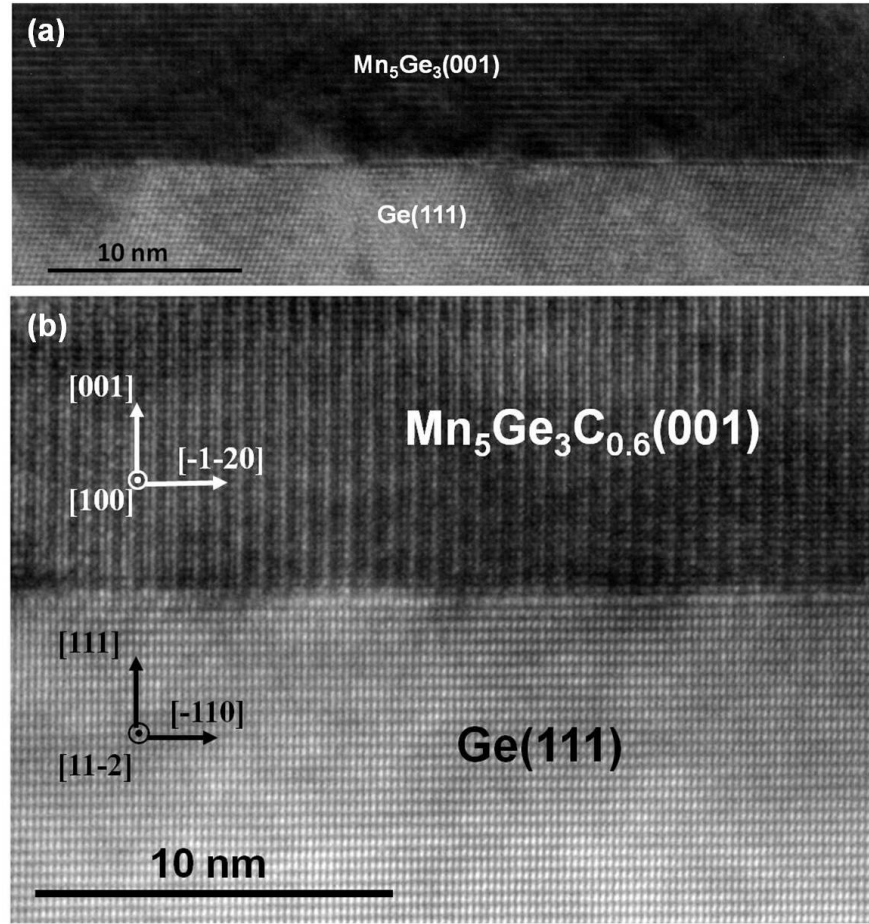 (a)
Mn₅Ge₃(001)
Ge(111)
10 nm
(b)
[001]
[-1-20]
[100]
Mn₅Ge₃C₀.₆(001)
[111]
[-110]
[11-2]
Ge(111)
10 nm